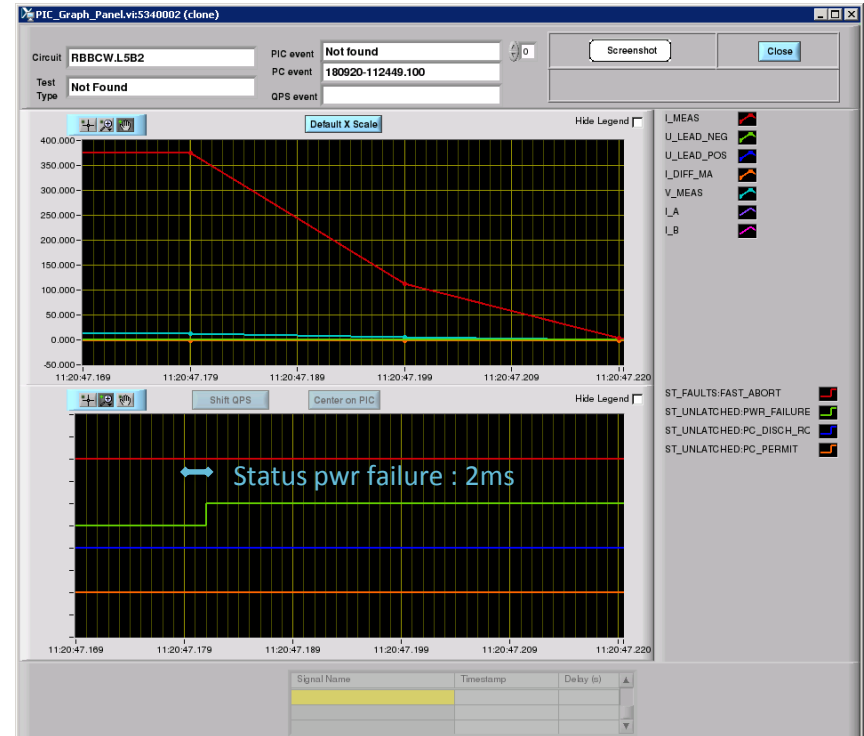 PIC_Graph_Panel.vi:5340002 (clone)
Circuit RBBCW.L5B2
Test Type Not Found
PIC event Not found 0
PC event 180920-112449.100
QPS event
Screenshot
Close
Default X Scale
Hide Legend
400.000
350.000
300.000
250.000
200.000
150.000
100.000
50.000
0.000
-50.000
11:20:47.169 11:20:47.179 11:20:47.189 11:20:47.199 11:20:47.209 11:20:47.220
I_MEAS
U_LEAD_NEG
U_LEAD_POS
I_DIFF_MA
V_MEAS
I_A
I_B
Shift QPS
Center on PIC
Hide Legend
Status pwr failure : 2ms
11:20:47.169 11:20:47.179 11:20:47.189 11:20:47.199 11:20:47.209 11:20:47.220
ST_FAULTS:FAST_ABORT
ST_UNLATCHED:PWR_FAILURE
ST_UNLATCHED:PC_DISCH_RC
ST_UNLATCHED:PC_PERMIT
Signal Name Timestamp Delay (s)